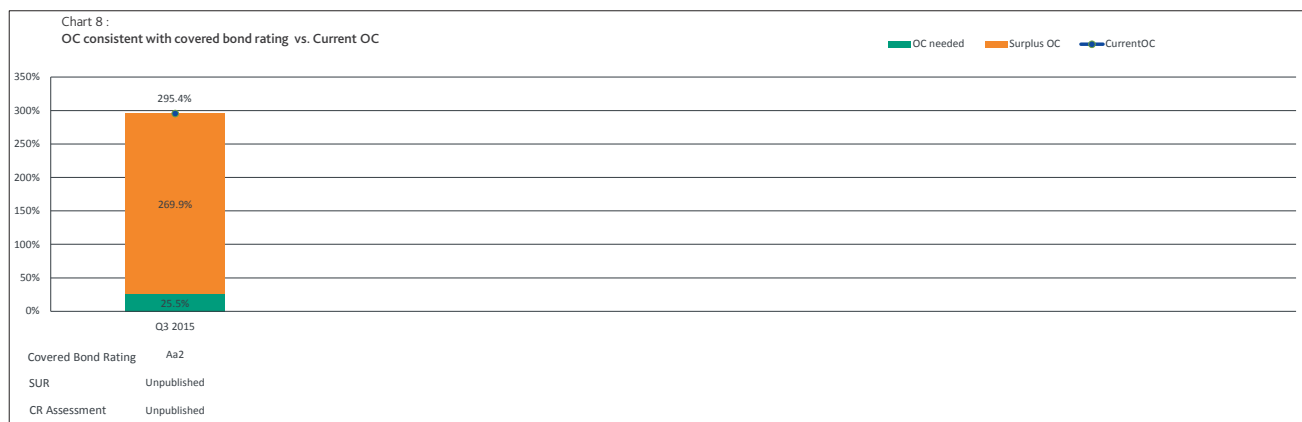 Chart 8 :
OC consistent with covered bond rating vs. Current OC
OC needed Surplus OC CurrentOC
350%
300%
250%
200%
150%
100%
50%
0%
295.4%
269.9%
25.5%
Q3 2015
Covered Bond Rating Aa2
SUR Unpublished
CR Assessment Unpublished